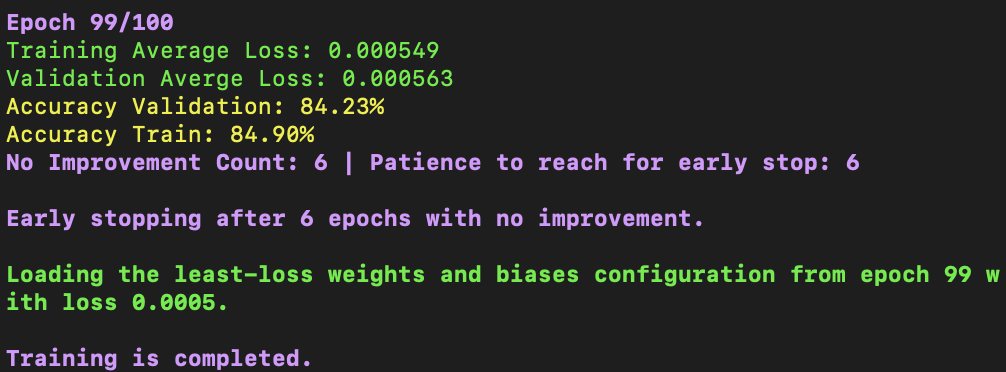 Epoch 99/100
Training Average Loss: 0.000549
Validation Averge Loss: 0.000563
Accuracy Validation: 84.23%
Accuracy Train: 84.90%
No Improvement Count: 6 | Patience to reach for early stop: 6
Early stopping after 6 epochs with no improvement.
Loading the least-loss weights and biases configuration from epoch 99 w
ith loss 0.0005.
Training is completed.